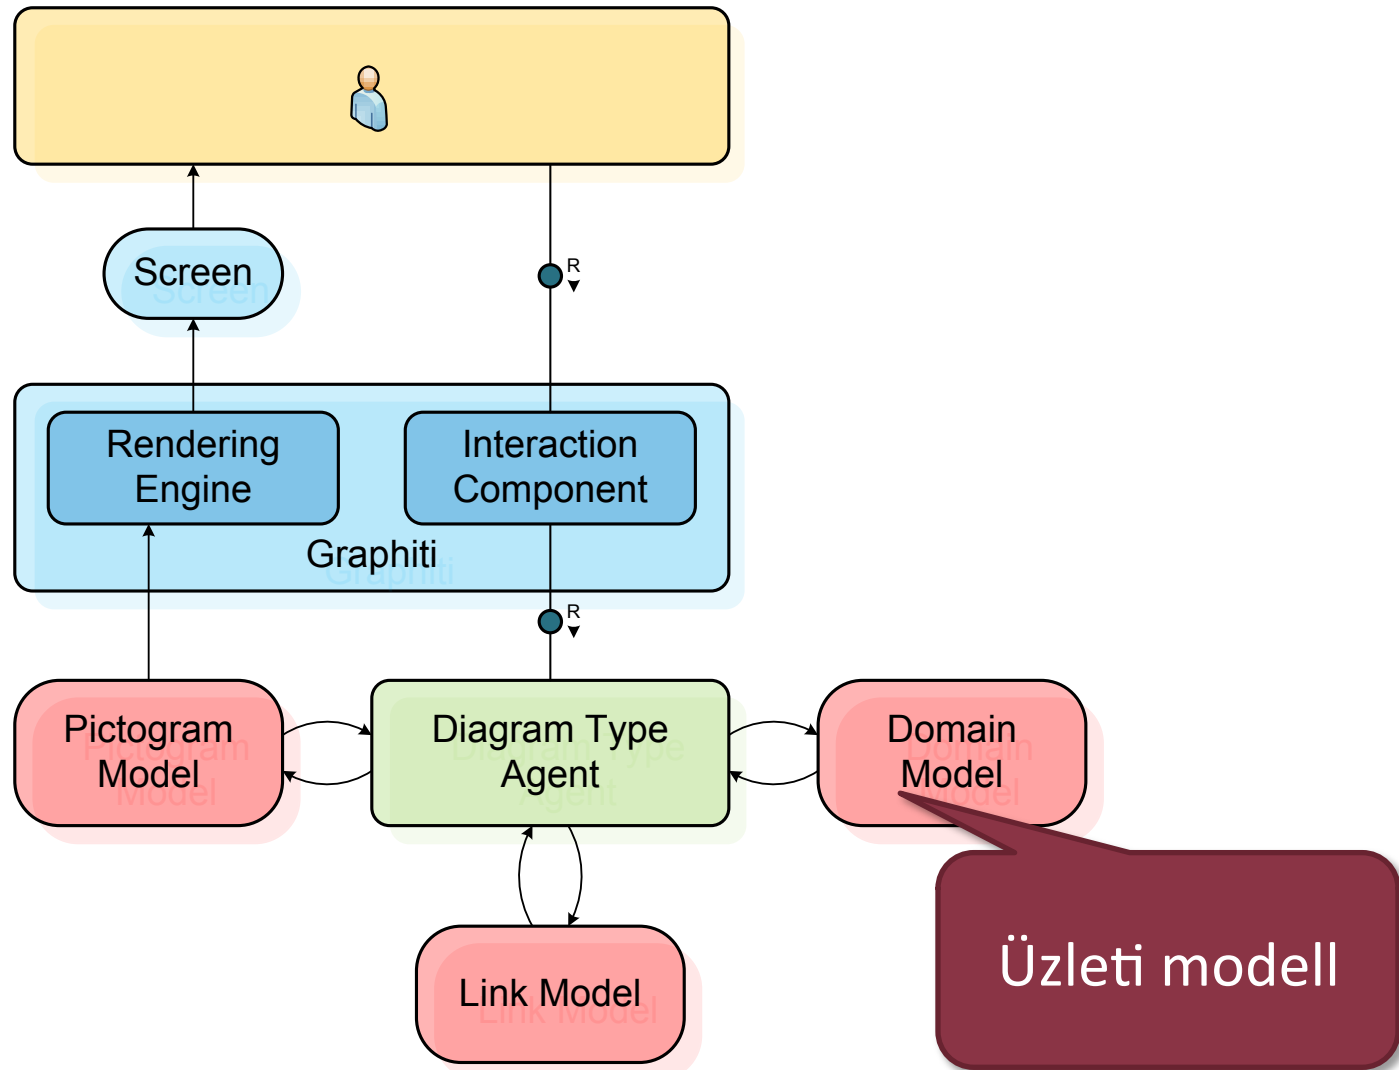 Screen
R
Rendering
Engine
Interaction
Component
Graphiti
R
Pictogram
Model
Diagram Type
Agent
Domain
Model
Üzleti modell
Link Model